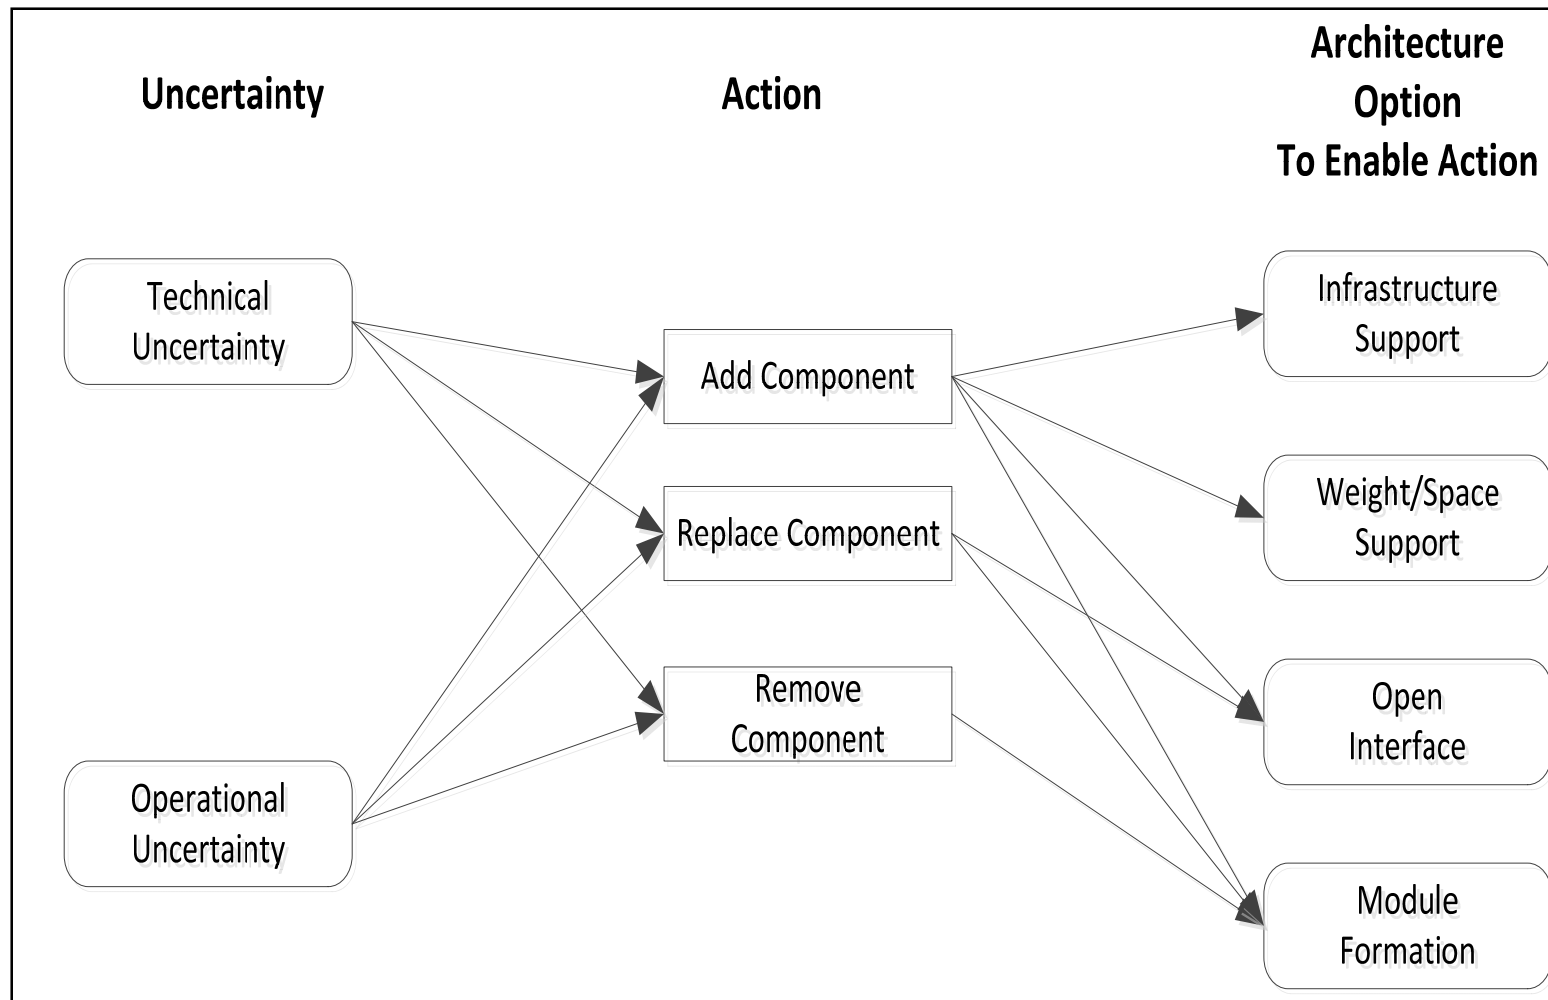 Uncertainty
Action
Architecture
Option
To Enable Action
Technical
Uncertainty
Operational
Uncertainty
Add Component
Replace Component
Remove
Component
Infrastructure
Support
Weight/Space
Support
Open
Interface
Module
Formation